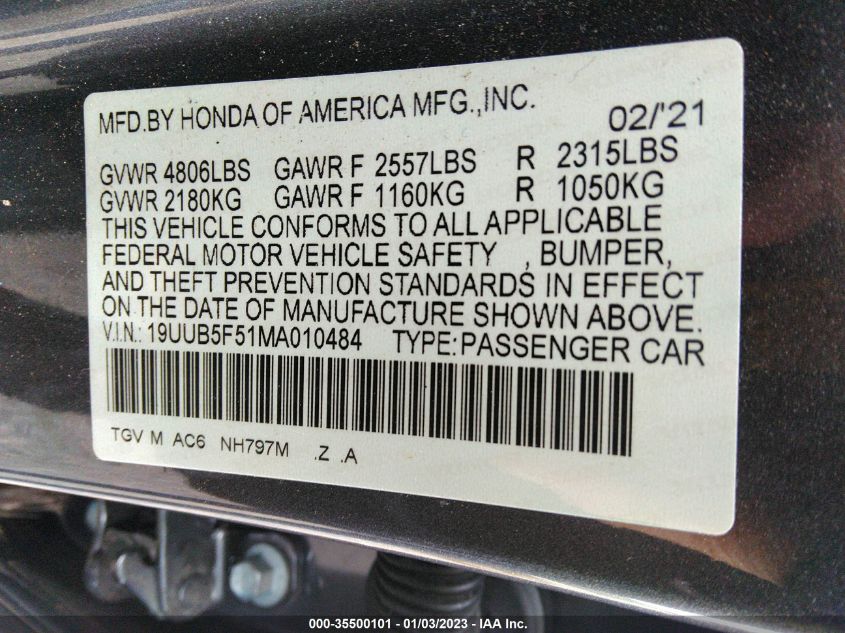 MFD.BY HONDA OF AMERICA MFG.,INC. 02/'21
GVWR 4806LBS GAWR F 2557LBS R 2315LBS
GVWR 2180KG GAWR F 1160KG R 1050KG
THIS VEHICLE CONFORMS TO ALL APPLICABLE
FEDERAL MOTOR VEHICLE SAFETY , BUMPER,
AND THEFT PREVENTION STANDARDS IN EFFECT
ON THE DATE OF MANUFACTURE SHOWN ABOVE.
V.I.N.: 19UUB5F51MA010484 TYPE:PASSENGER CAR
TGV M AC6 NH797M .Z .A
000-35500101 — 01/03/2023 — IAA Inc.